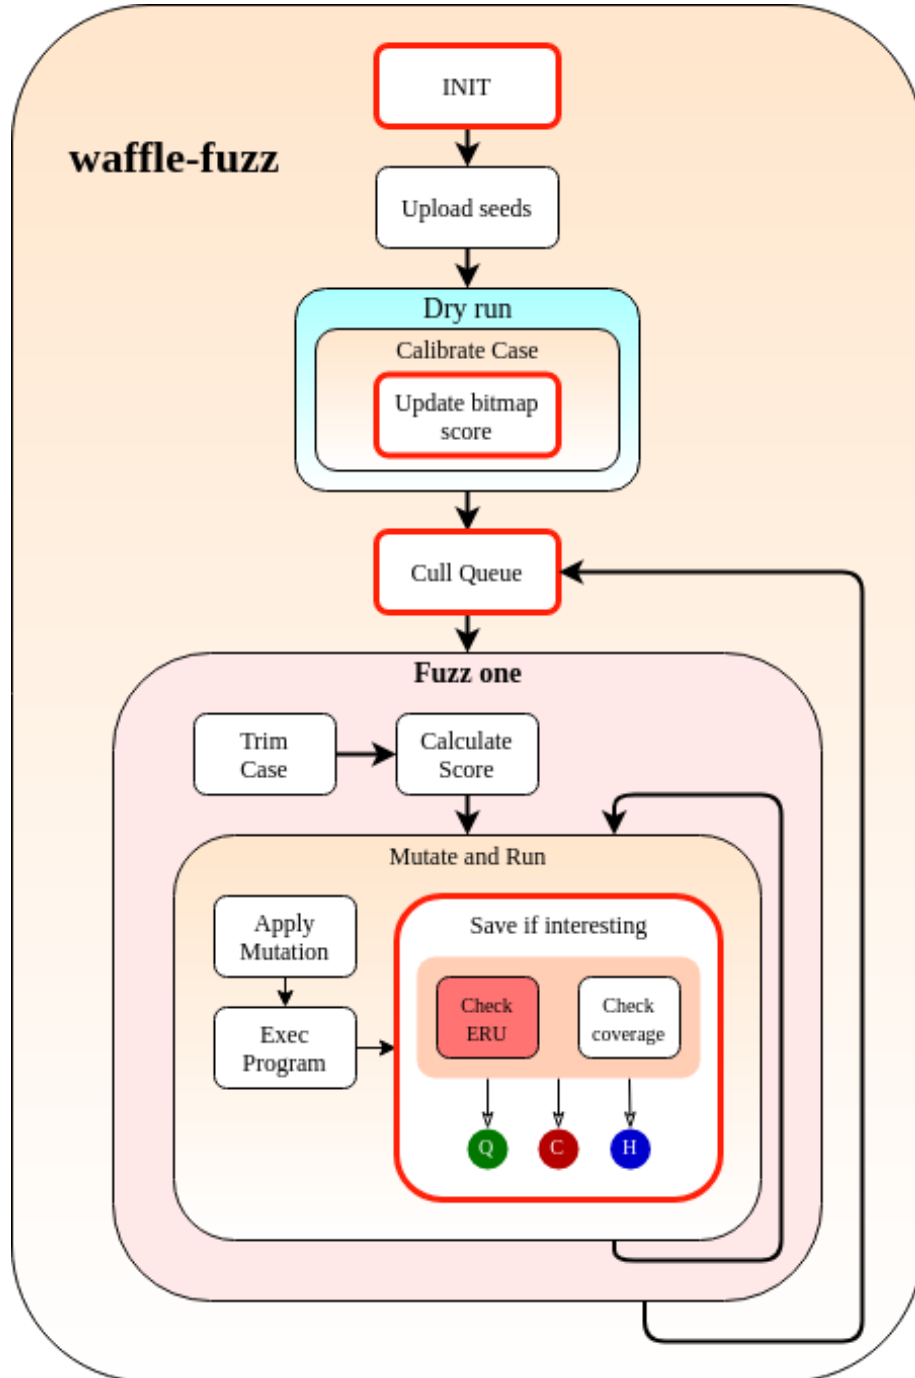 INIT
waffle-fuzz
Upload seeds
Dry run
Calibrate Case
Update bitmap
score
Cull Queue
Fuzz one
Trim
Case
Calculate
Score
Mutate and Run
Apply
Mutation
Exec
Program
Save if interesting
Check
ERU
Check
coverage
Q
C
H